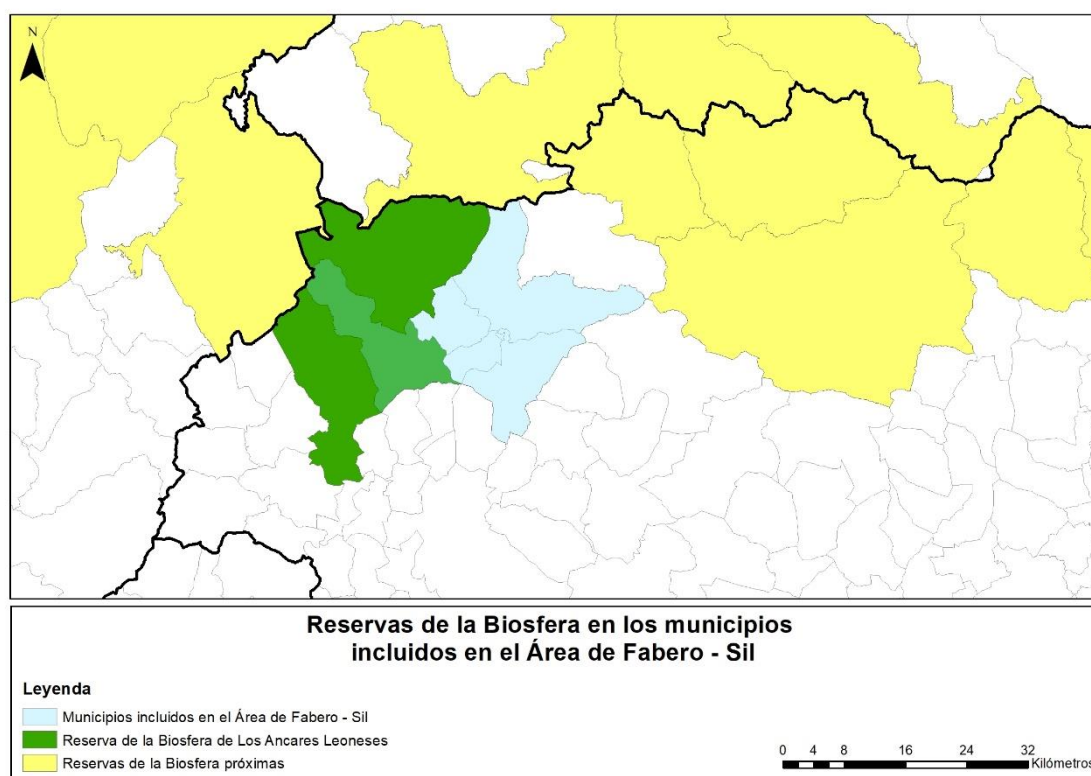 N
Reservas de la Biosfera en los municipios
incluidos en el Área de Fabero - Sil
Leyenda
Municipios incluidos en el Área de Fabero - Sil
Reserva de la Biosfera de Los Ancares Leoneses
Reservas de la Biosfera próximas
0 2 4 8 16 24 32
Kilómetros